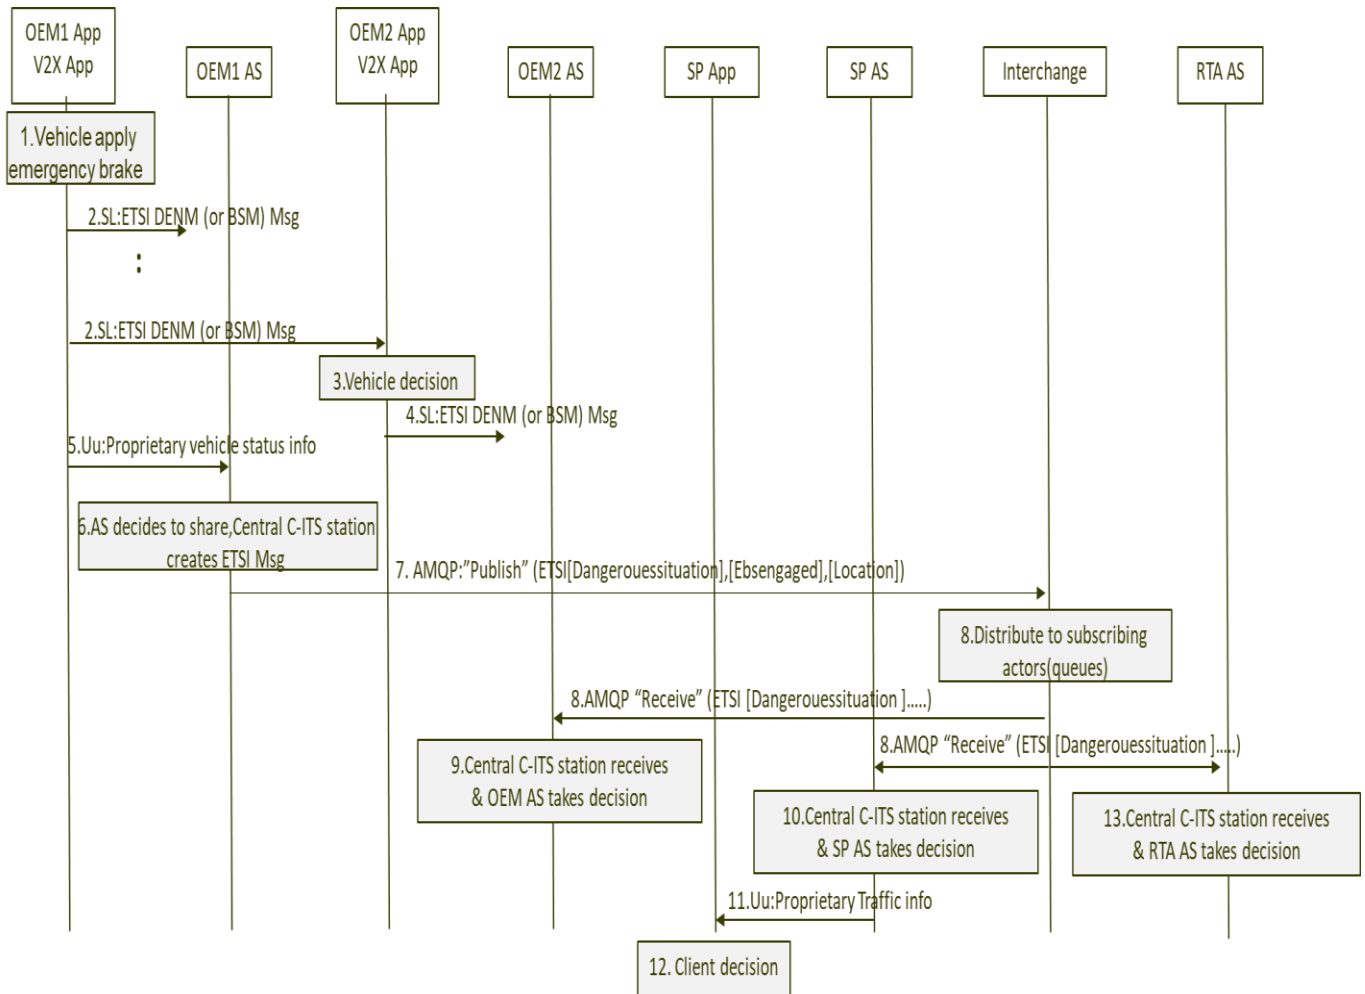 OEM1 App
V2X App
OEM1 AS
OEM2 App
V2X App
OEM2 AS
SP App
SP AS
Interchange
RTA AS
1.Vehicle apply
emergency brake
2.SL:ETSI DENM (or BSM) Msg
:
2.SL:ETSI DENM (or BSM) Msg
3.Vehicle decision
4.SL:ETSI DENM (or BSM) Msg
5.Uu:Proprietary vehicle status info
6.AS decides to share,Central C-ITS station
creates ETSI Msg
7. AMQP:”Publish” (ETSI[Dangerouessituation],[Ebsengaged],[Location])
8.Distribute to subscribing
actors(queues)
8.AMQP “Receive” (ETSI [Dangerouessituation ].....)
8.AMQP “Receive” (ETSI [Dangerouessituation ].....)
9.Central C-ITS station receives
& OEM AS takes decision
10.Central C-ITS station receives
& SP AS takes decision
13.Central C-ITS station receives
& RTA AS takes decision
11.Uu:Proprietary Traffic info
12. Client decision